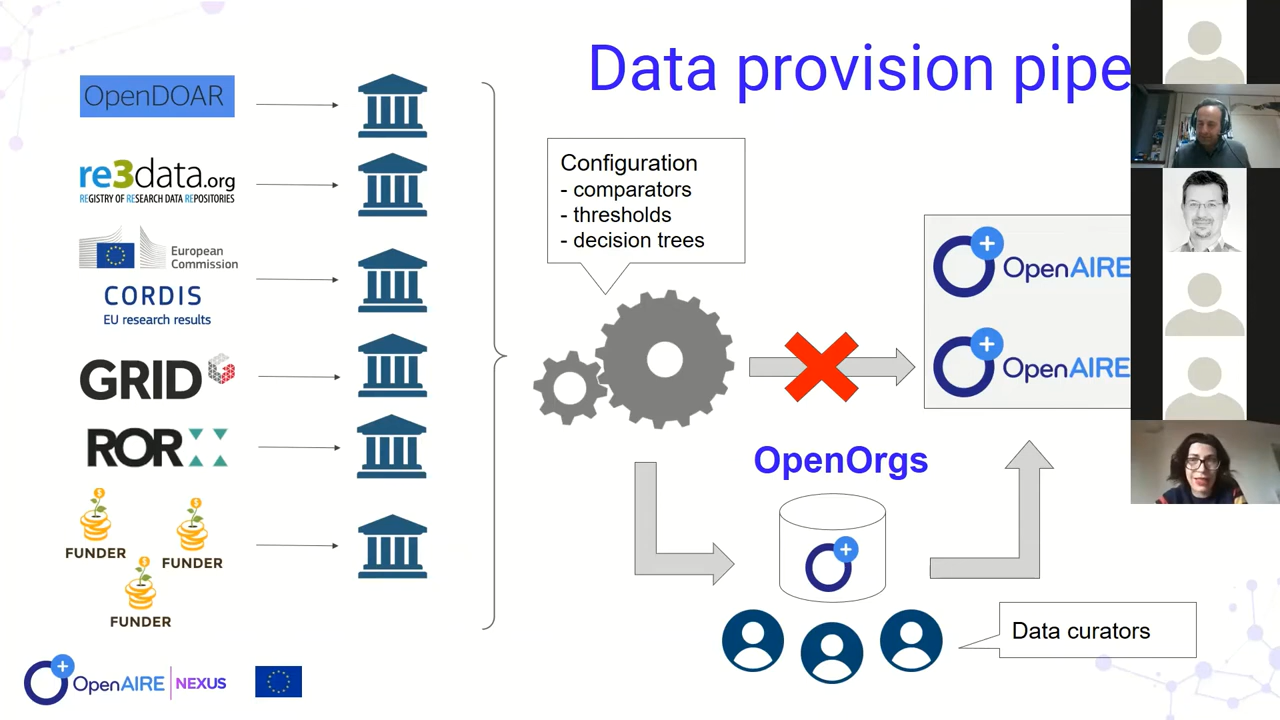 Data provision pipe
OpenDOAR
re3data.org
REGISTRY OF RESEARCH DATA REPOSITORIES
European
Commission
CORDIS
EU research results
GRID
ROR
FUNDER
FUNDER
FUNDER
Configuration
- comparators
- thresholds
- decision trees
OpenAIRE
OpenAIRE
OpenOrgs
Data curators
OpenAIRE NEXUS